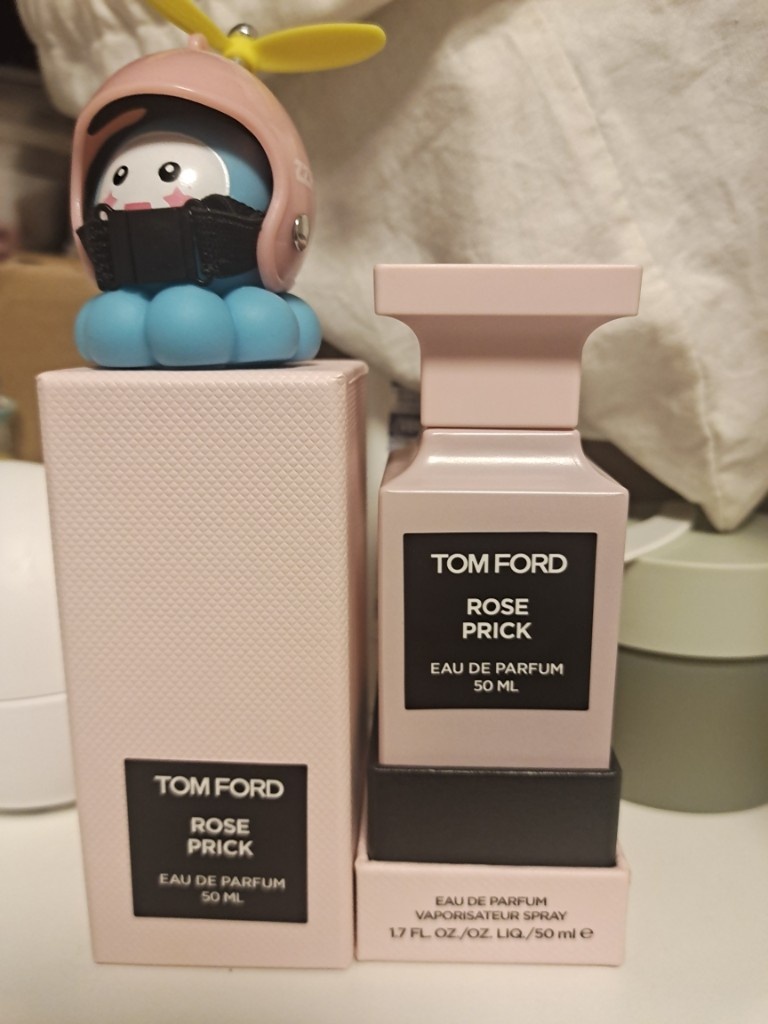 TOM FORD
ROSE
PRICK
EAU DE PARFUM
50 ML
TOM FORD
ROSE
PRICK
EAU DE PARFUM
50 ML
EAU DE PARFUM
VAPORISATEUR SPRAY
1.7 FL. OZ./OZ. LIQ./50 ml ℮